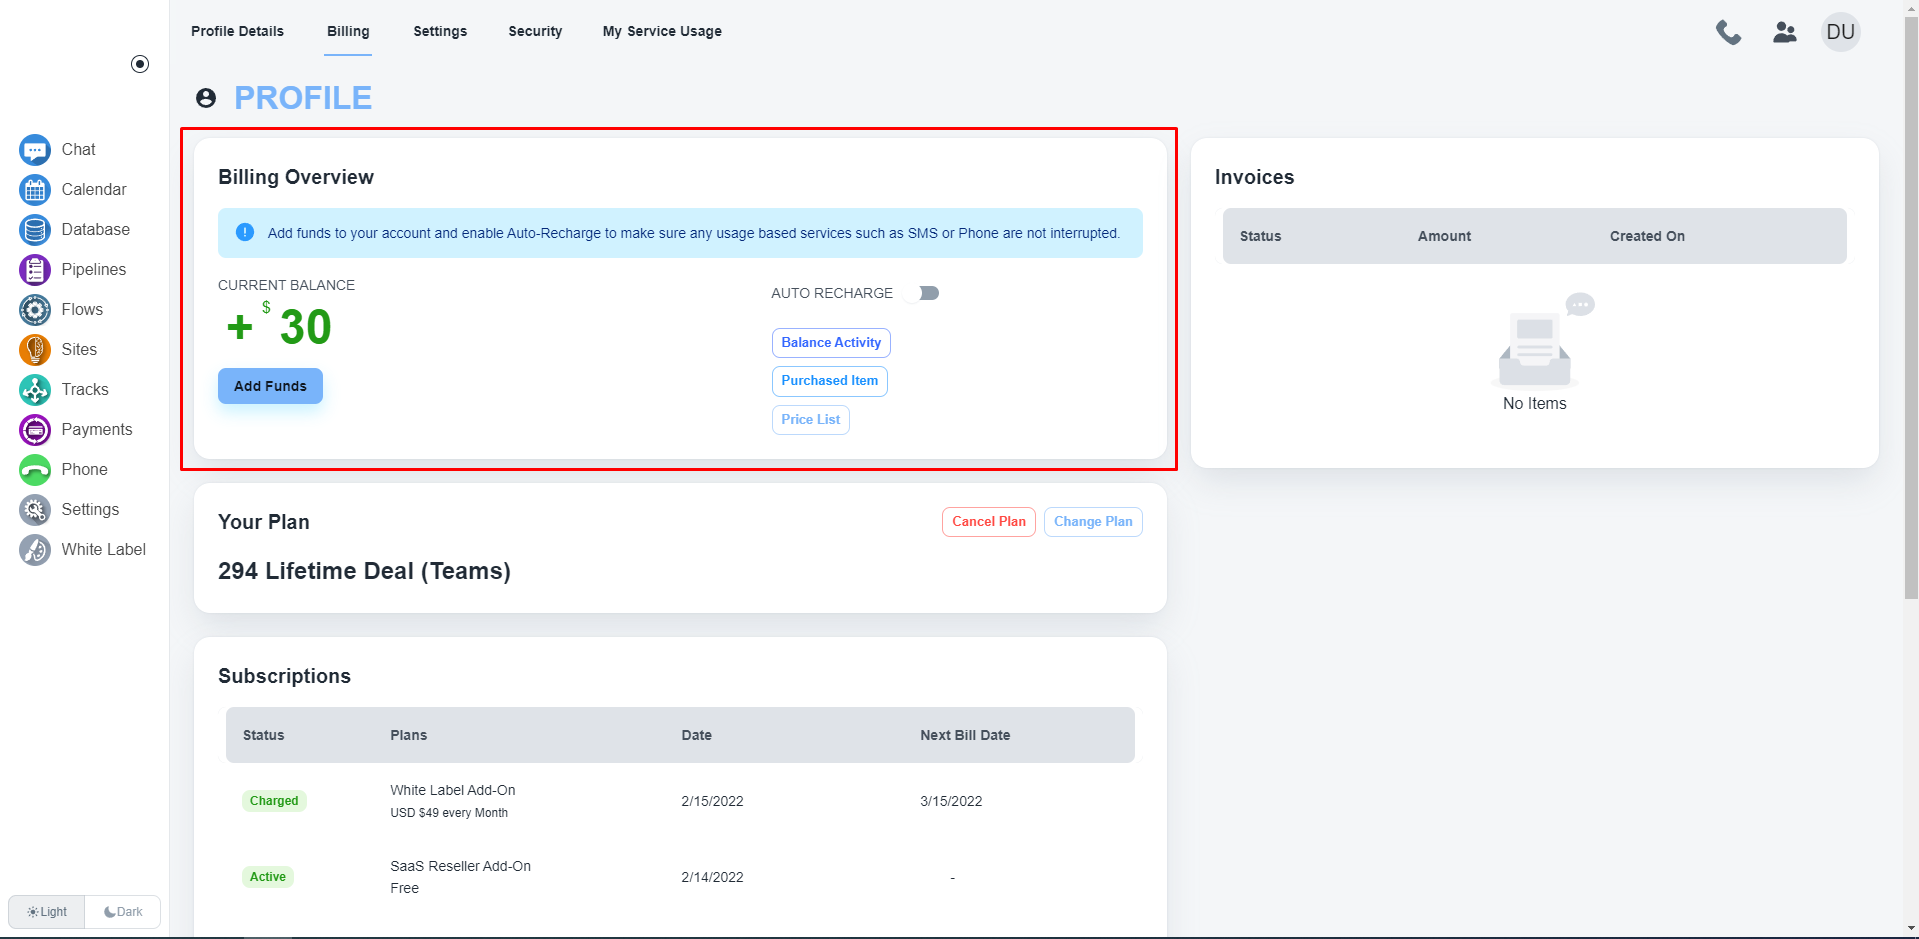 Profile Details
Billing
Settings
Security
My Service Usage
DU
PROFILE
Chat
Calendar
Database
Pipelines
Flows
Sites
Tracks
Payments
Phone
Settings
White Label
Light
Dark
Billing Overview
Add funds to your account and enable Auto-Recharge to make sure any usage based services such as SMS or Phone are not interrupted.
CURRENT BALANCE
+ $ 30
Add Funds
AUTO RECHARGE
Balance Activity
Purchased Item
Price List
Invoices
Status Amount Created On
No Items
Your Plan
Cancel Plan
Change Plan
294 Lifetime Deal (Teams)
Subscriptions
Status Plans Date Next Bill Date
Charged White Label Add-On 2/15/2022 3/15/2022
USD $49 every Month
Active SaaS Reseller Add-On 2/14/2022 -
Free